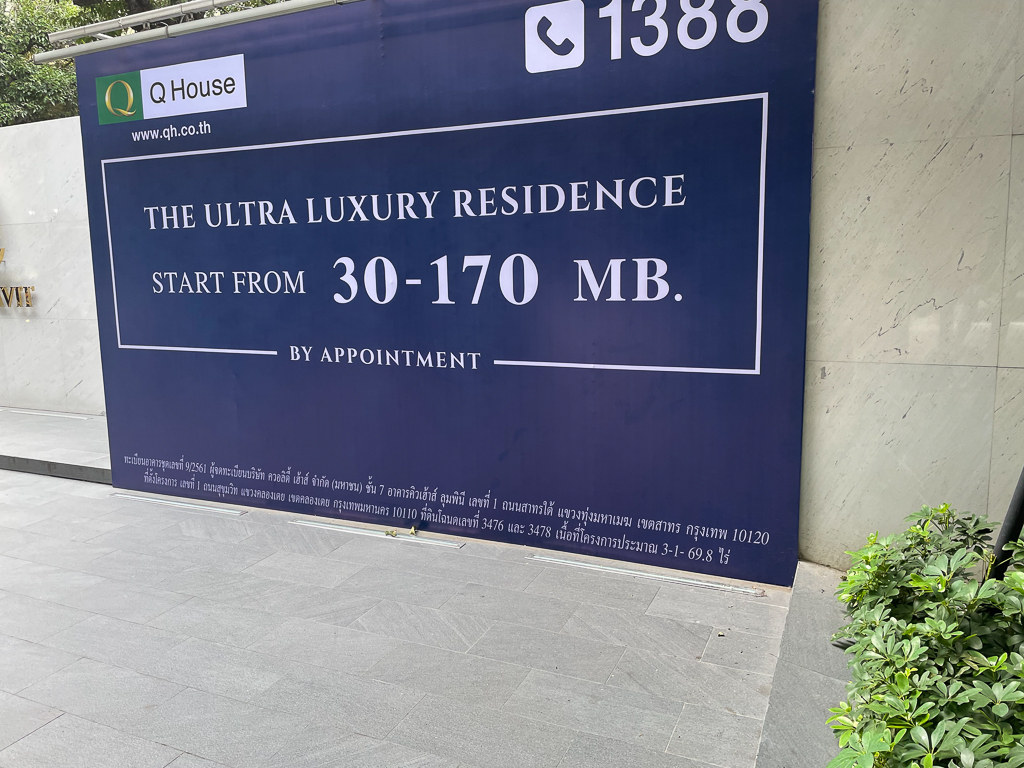 1388
Q
Q House
www.qh.co.th
THE ULTRA LUXURY RESIDENCE
START FROM 30-170 MB.
BY APPOINTMENT
ทะเบียนอาคารชุดเลขที่ 9/2561 ผู้จดทะเบียนบริษัท ควอลิตี้ เฮ้าส์ จำกัด (มหาชน) ชั้น 7 อาคารคิวเฮ้าส์ ลุมพินี เลขที่ 1 ถนนสาทรใต้ แขวงทุ่งมหาเมฆ เขตสาทร กรุงเทพ 10120
ที่ตั้งโครงการ เลขที่ 1 ถนนสุขุมวิท แขวงคลองเตย เขตคลองเตย กรุงเทพมหานคร 10110 ที่ดินโฉนดเลขที่ 3476 และ 3478 เนื้อที่โครงการประมาณ 3-1- 69.8 ไร่